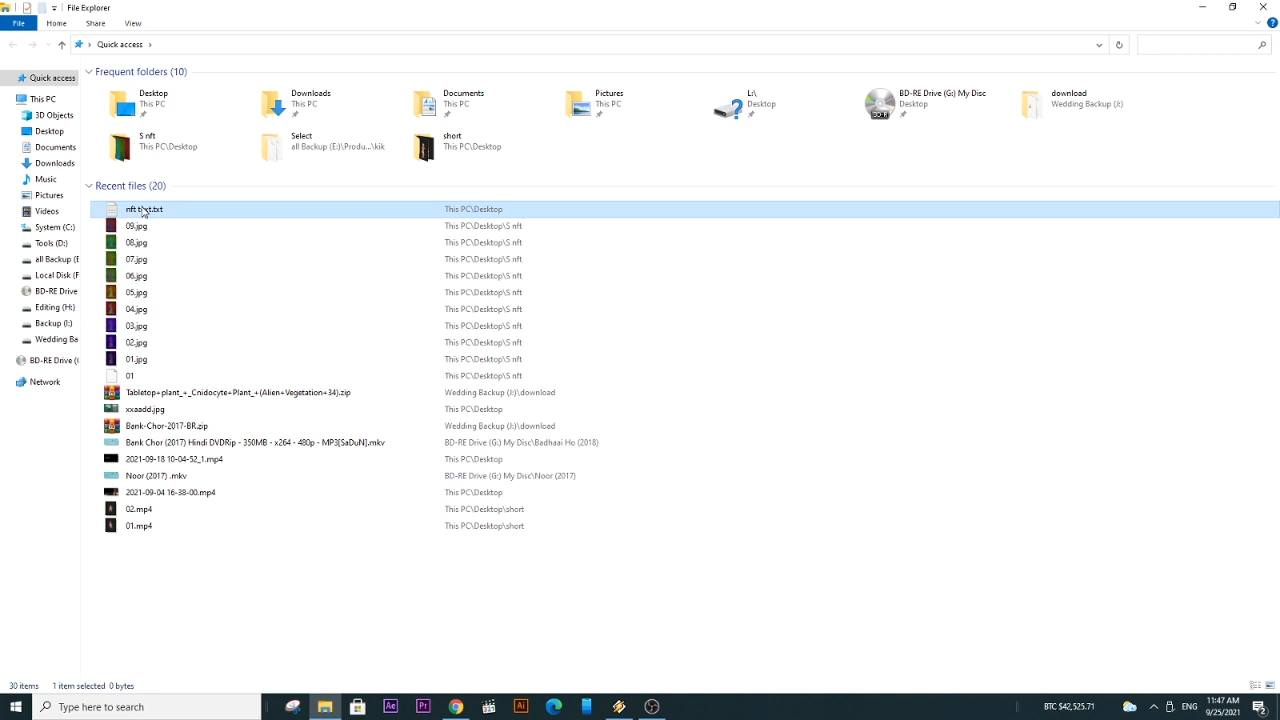 File Explorer
File Home Share View
Quick access
Quick access
This PC
3D Objects
Desktop
Documents
Downloads
Music
Pictures
Videos
System (C:)
Tools (D:)
all Backup (E
Local Disk (F
BD-RE Drive
Editing (H:)
Backup (I:)
Wedding Ba
BD-RE Drive (
Network
Frequent folders (10)
Desktop
This PC
Downloads
This PC
Documents
This PC
Pictures
This PC
L:\
Desktop
BD-RE Drive (G:) My Disc
Desktop
download
Wedding Backup (J:)
S nft
This PC\Desktop
Select
all Backup (E:)\Produ...\kik
short
This PC\Desktop
Recent files (20)
nft .txt This PC\Desktop
09.jpg This PC\Desktop\S nft
08.jpg This PC\Desktop\S nft
07.jpg This PC\Desktop\S nft
06.jpg This PC\Desktop\S nft
05.jpg This PC\Desktop\S nft
04.jpg This PC\Desktop\S nft
03.jpg This PC\Desktop\S nft
02.jpg This PC\Desktop\S nft
01.jpg This PC\Desktop\S nft
01 This PC\Desktop\S nft
Tabletop+plant_+_Cnidocyte+Plant_+(Alien+Vegetation+34).zip Wedding Backup (J:)\download
xxaadd.jpg This PC\Desktop
Bank-Chor-2017-BR.zip Wedding Backup (J:)\download
Bank Chor (2017) Hindi DVDRip - 350MB - x264 - 480p - MP3[SaDuN].mkv BD-RE Drive (G:) My Disc\Badhaai Ho (2018)
2021-09-18 10-04-52_1.mp4 This PC\Desktop
Noor (2017) .mkv BD-RE Drive (G:) My Disc\Noor (2017)
2021-09-04 16-38-00.mp4 This PC\Desktop
02.mp4 This PC\Desktop\short
01.mp4 This PC\Desktop\short
30 items 1 item selected 0 bytes
Type here to search
Ae
Pr
Ai
BTC $42,525.71
ENG
11:47 AM
9/25/2021
2